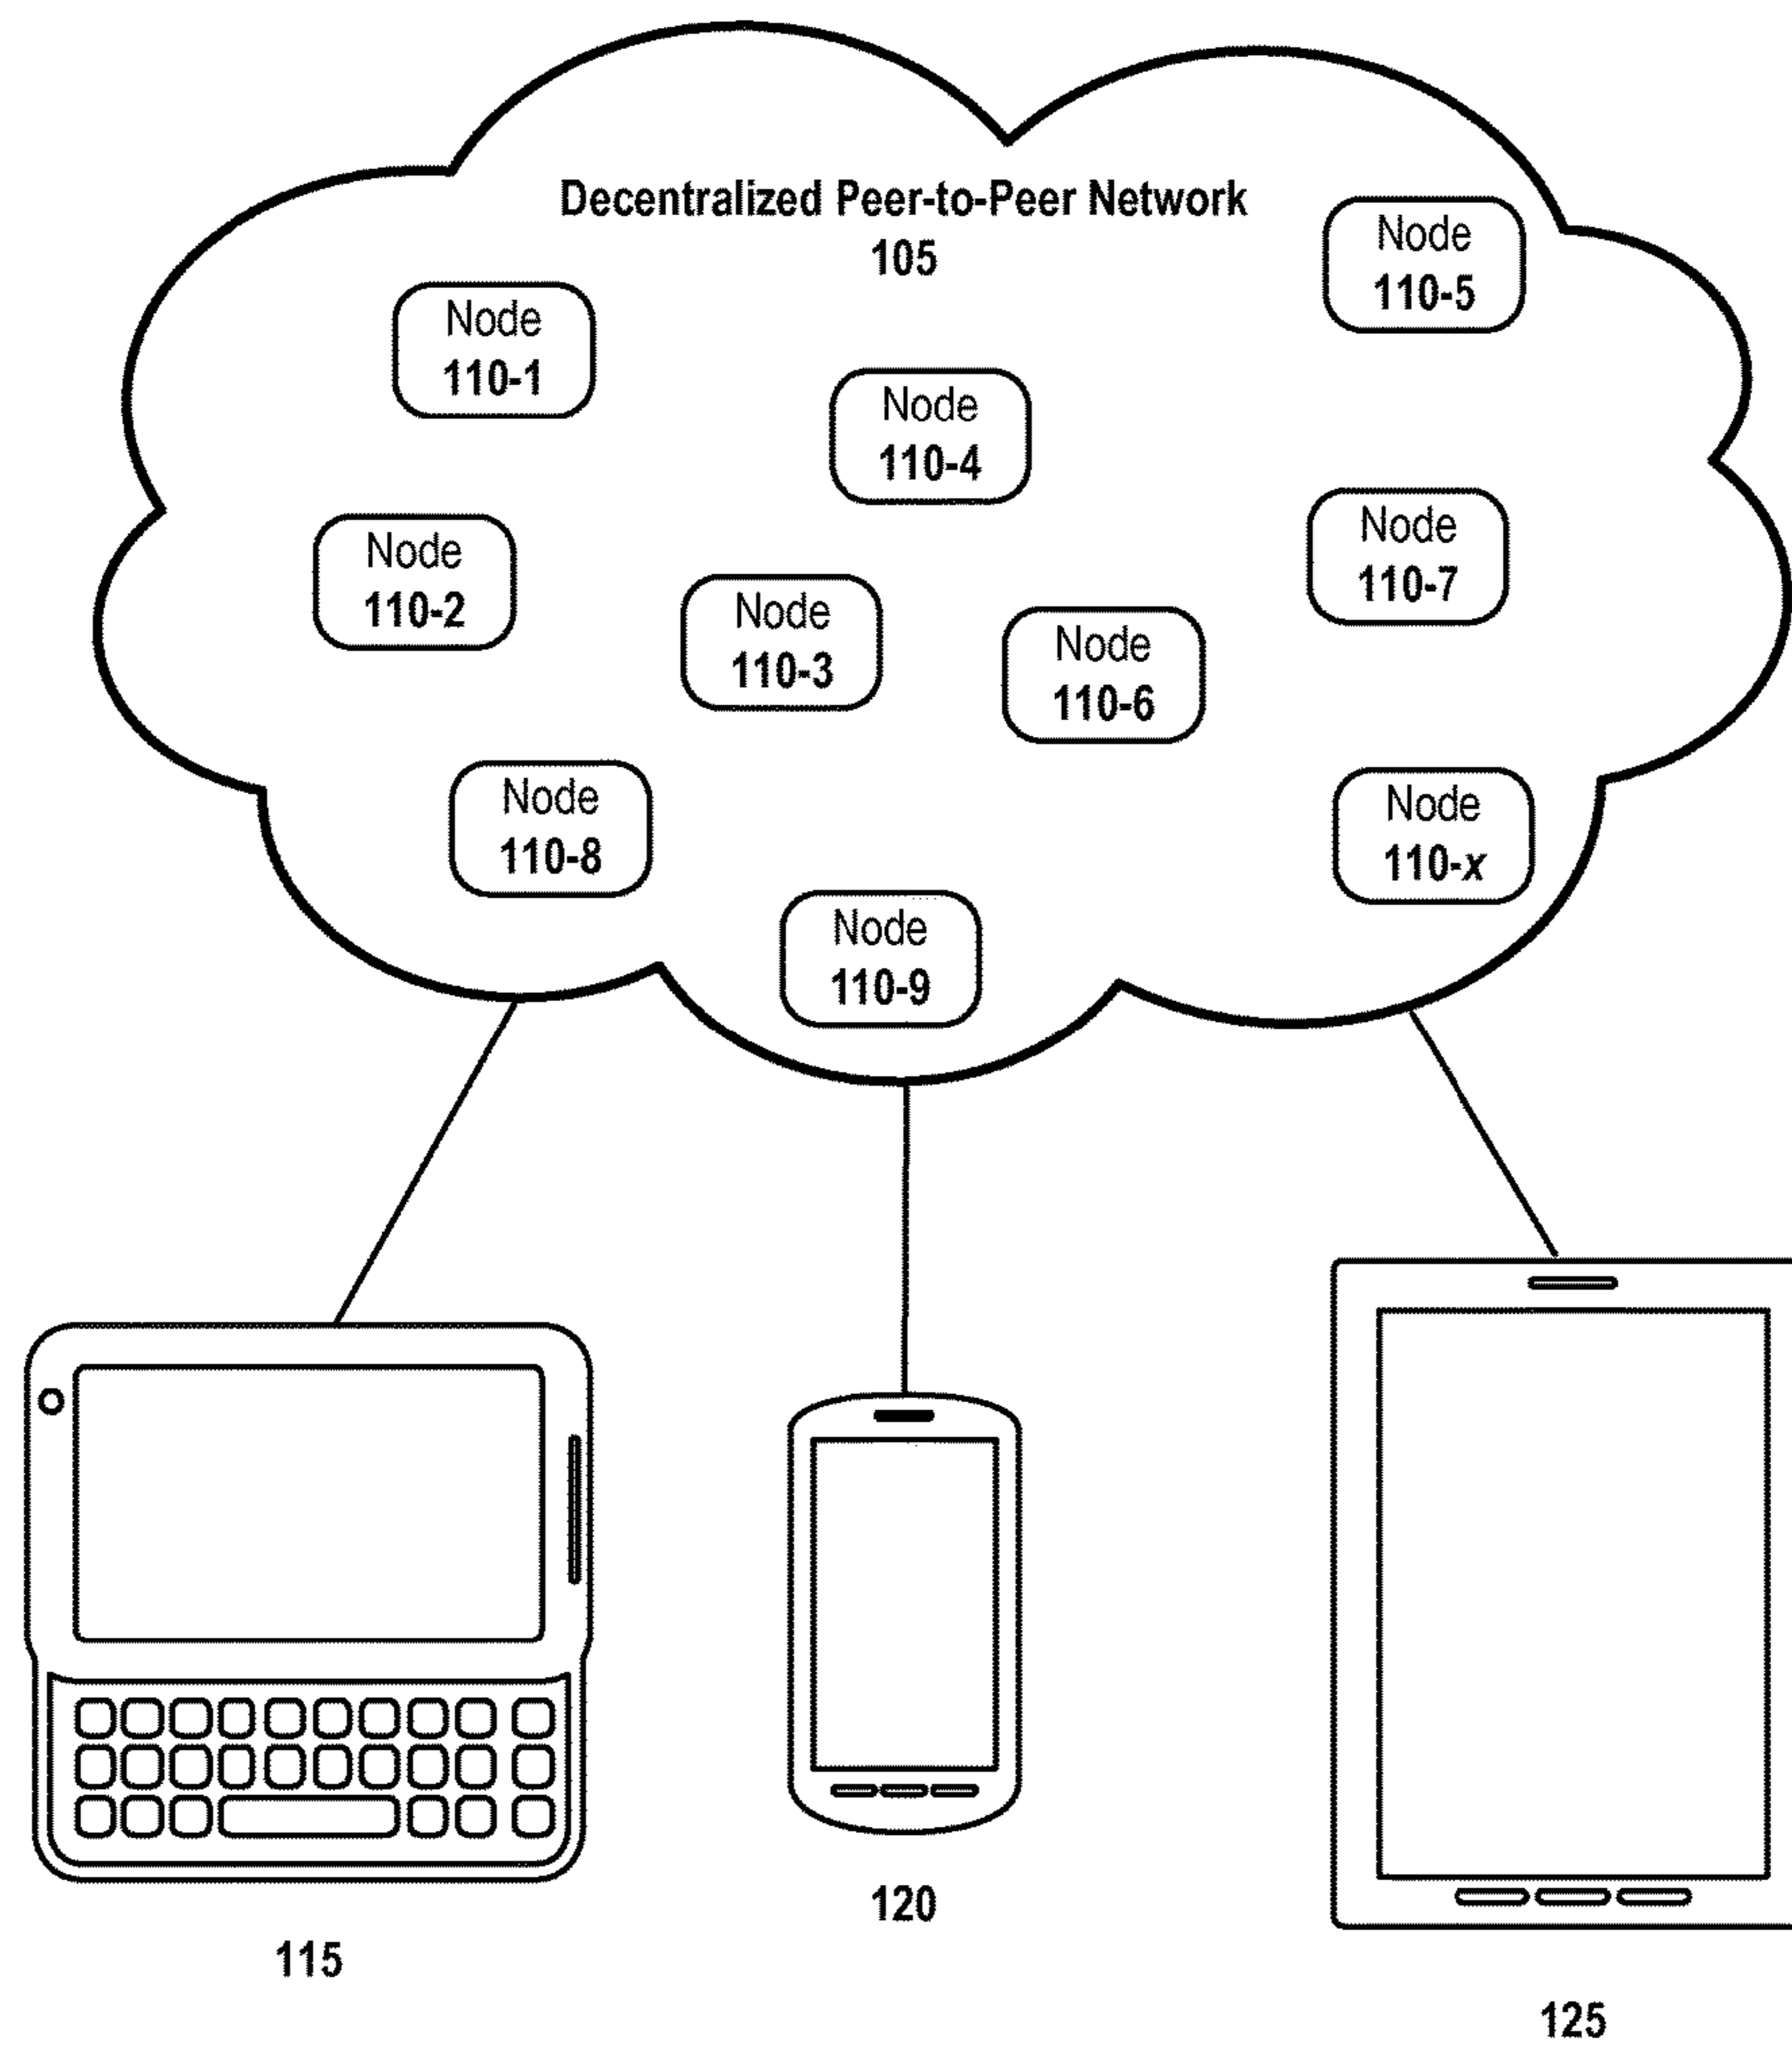 Decentralized Peer-to-Peer Network
105
Node
110-5
Node
110-1
Node
110-4
Node
110-7
Node
110-2
Node
110-3
Node
110-6
Node
110-8
Node
110-x
Node
110-9
120
115
125